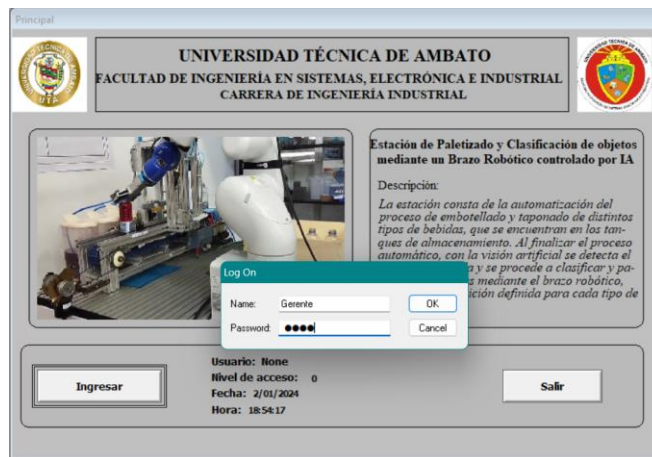 Principal
UNIVERSIDAD TÉCNICA DE AMBATO
FACULTAD DE INGENIERÍA EN SISTEMAS, ELECTRÓNICA E INDUSTRIAL
CARRERA DE INGENIERÍA INDUSTRIAL
UTA
Estación de Paletizado y Clasificación de objetos
mediante un Brazo Robótico controlado por IA
Descripción:
La estación consta de la automatización del
proceso de embotellado y taponado de distintos
tipos de bebidas, que se encuentran en los tan-
ques de almacenamiento. Al finalizar el proceso
automático, con la visión artificial se detecta el
a y se procede a clasificar y pa-
s mediante el brazo robótico,
ición definida para cada tipo de
Log On
Name: Gerente OK
Password: ●●●● Cancel
Ingresar
Usuario: None
Nivel de acceso: 0
Fecha: 2/01/2024
Hora: 18:54:17
Salir